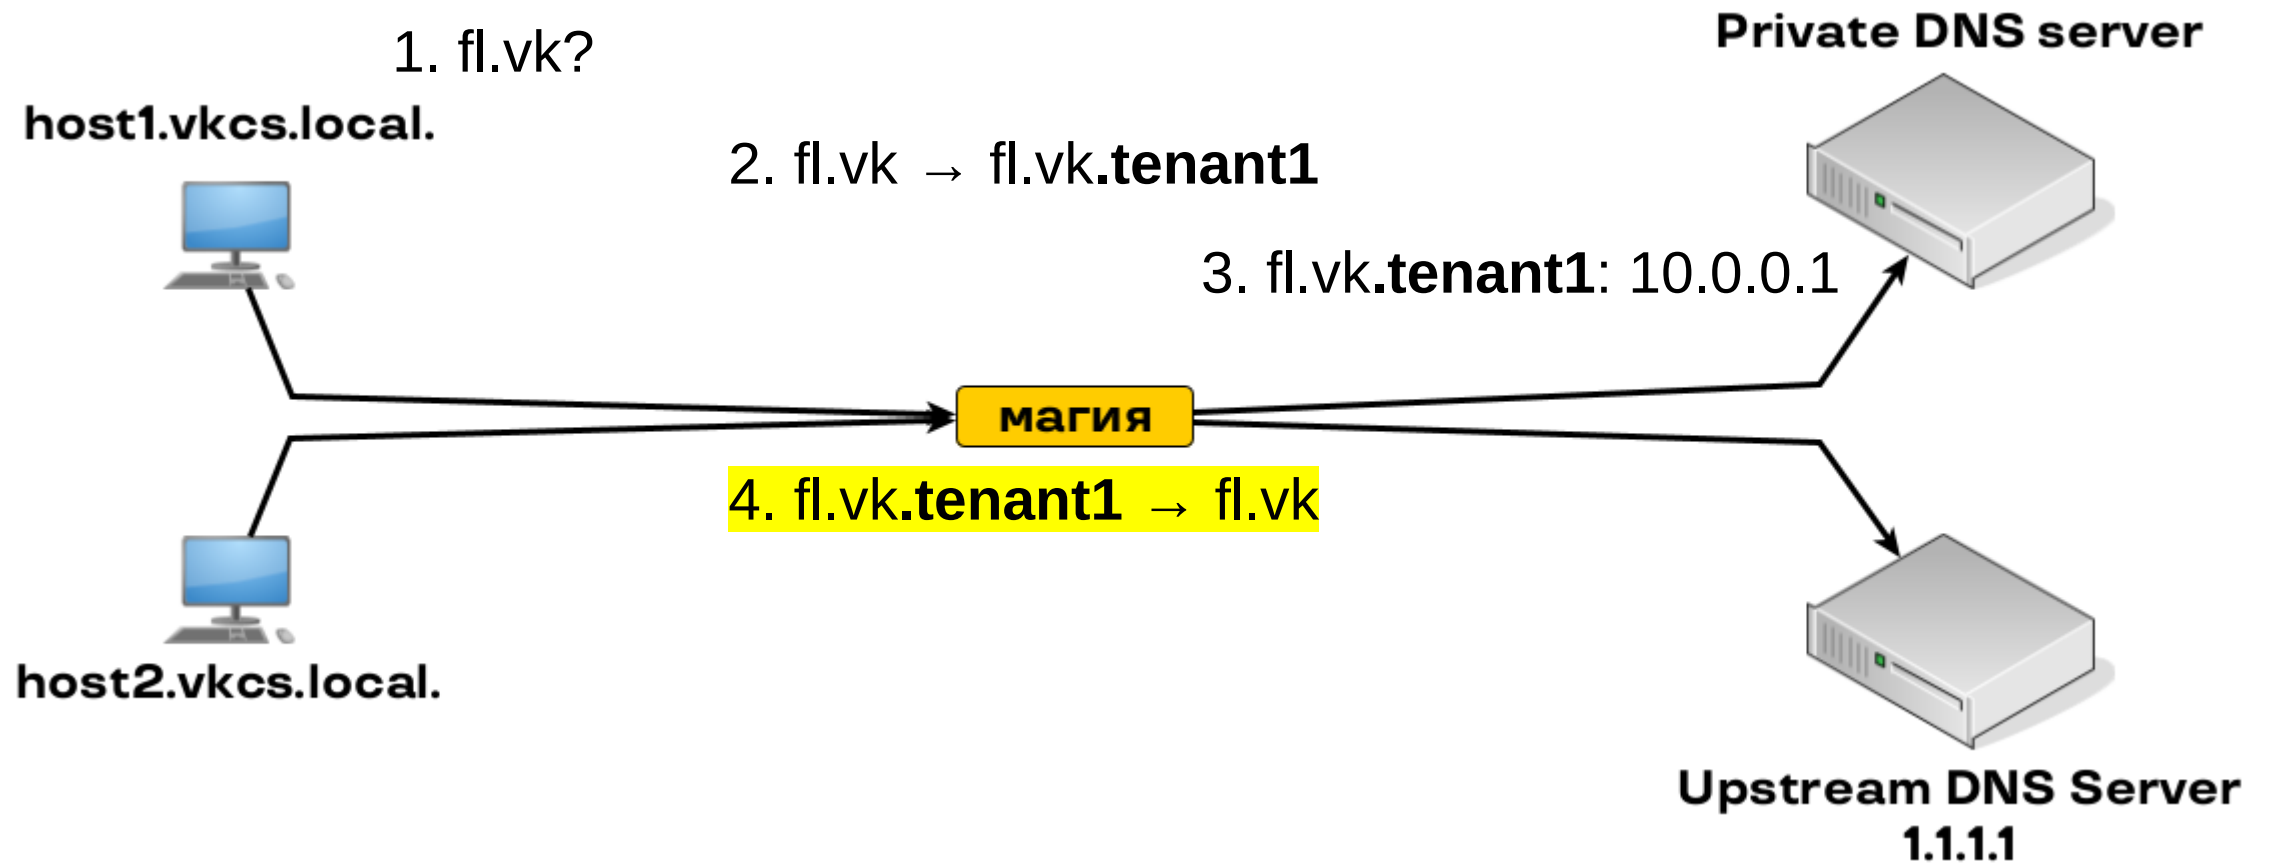 Private DNS server
1. fl.vk?
host1.vkcs.local.
2. fl.vk → fl.vk.tenant1
3. fl.vk.tenant1: 10.0.0.1
магия
4. fl.vk.tenant1 → fl.vk
host2.vkcs.local.
Upstream DNS Server
1.1.1.1